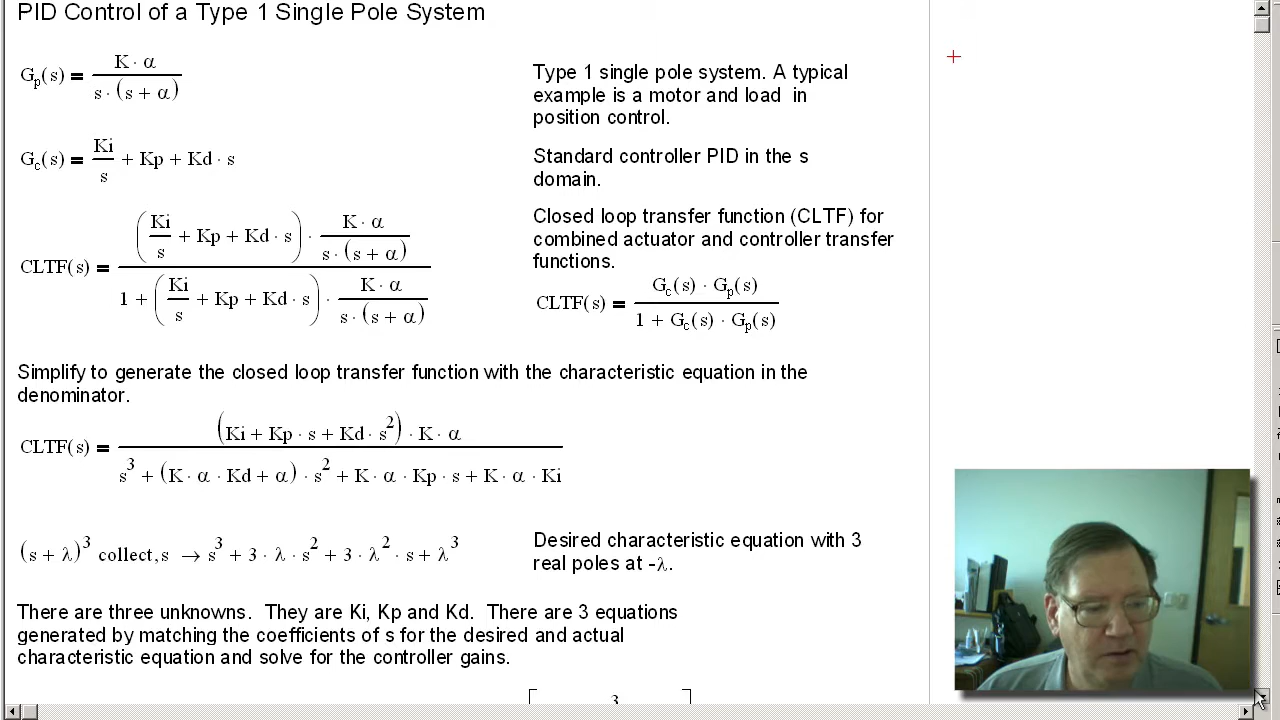 PID Control of a Type 1 Single Pole System
Gp(s) = K · α / s · (s + α)
Type 1 single pole system. A typical
example is a motor and load in
position control.
Gc(s) = Ki / s + Kp + Kd · s
Standard controller PID in the s
domain.
CLTF(s) = (Ki / s + Kp + Kd · s) · K · α / s · (s + α) / 1 + (Ki / s + Kp + Kd · s) · K · α / s · (s + α)
Closed loop transfer function (CLTF) for
combined actuator and controller transfer
functions.
CLTF(s) = Gc(s) · Gp(s) / 1 + Gc(s) · Gp(s)
Simplify to generate the closed loop transfer function with the characteristic equation in the
denominator.
CLTF(s) = (Ki + Kp · s + Kd · s²) · K · α / s³ + (K · α · Kd + α) · s² + K · α · Kp · s + K · α · Ki
(s + λ)³ collect,s → s³ + 3 · λ · s² + 3 · λ² · s + λ³
Desired characteristic equation with 3
real poles at -λ.
There are three unknowns. They are Ki, Kp and Kd. There are 3 equations
generated by matching the coefficients of s for the desired and actual
characteristic equation and solve for the controller gains.